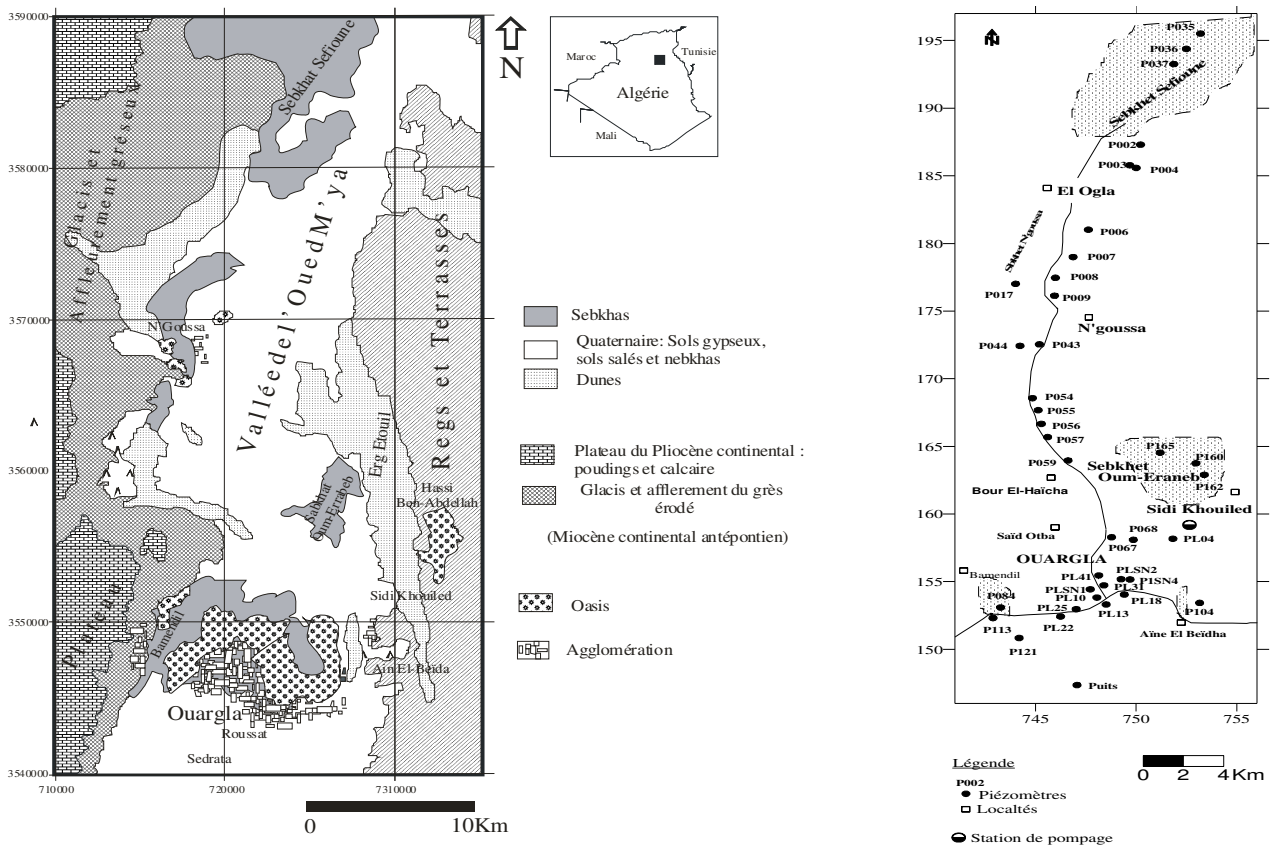 3590000
3580000
3570000
3560000
3550000
3540000
710000
720000
7310000
Sebkhat Sefioune
Glacis et
Affleurement gréseux
N'Goussa
Vallée de l'Oued M'ya
Regs et Terrasses
Erg Etouil
Sabkhat
Oum-Erraneb
Hassi
Ben-Abdellah
Sidi Khouiled
Plateau
Bamendil
Ain El-Beïda
Ouargla
Roussat
Sedrata
0
10Km
N
Maroc
Tunisie
Algérie
Mali
Sebkhas
Quaternaire: Sols gypseux,
sols salés et nebkhas
Dunes
Plateau du Pliocène continental :
poudings et calcaire
Glacis et afflerement du grès
érodé
(Miocène continental antépontien)
Oasis
Agglomération
195
190
185
180
175
170
165
160
155
150
745
750
755
N
P035
P036
P037
Sebkhet Sefioune
P002
P003
P004
El Ogla
Sebkhet N'goussa
P006
P007
P008
P017
P009
N'goussa
P044
P043
P054
P055
P056
P057
P059
P165
P160
Sebkhet
Oum-Eraneb
P162
Bour El-Haïcha
Sidi Khouiled
Saïd Otba
P068
P067
PL04
OUARGLA
Bamendil
PL41
PLSN2
PLSN1
PL31
PISN4
P084
PL10
PL18
PL25
PL13
P104
P113
PL22
Aïne El Beïdha
P121
Puits
Légende
P002
Piézomètres
Localtés
Station de pompage
0 2 4 Km